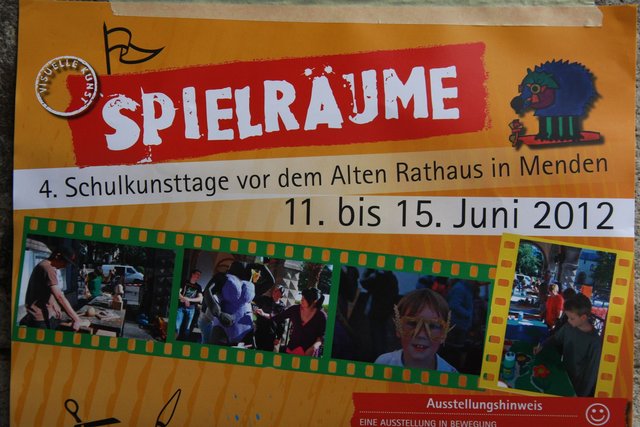 VISUELLE KUNST
SPIELRÄUME
4. Schulkunsttage vor dem Alten Rathaus in Menden
11. bis 15. Juni 2012
Ausstellungshinweis
EINE AUSSTELLUNG IN BEWEGUNG